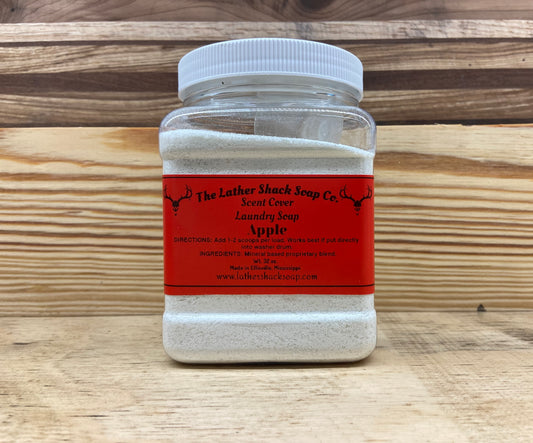 The Lather Shack Soap Co.
Scent Cover
Laundry Soap
Apple
DIRECTIONS: Add 1-2 scoops per load. Works best if put directly
into washer drum.
INGREDIENTS: Mineral based proprietary blend.
Wt. 32 oz.
Made in Ellisville, Mississippi
www.lathershacksoap.com